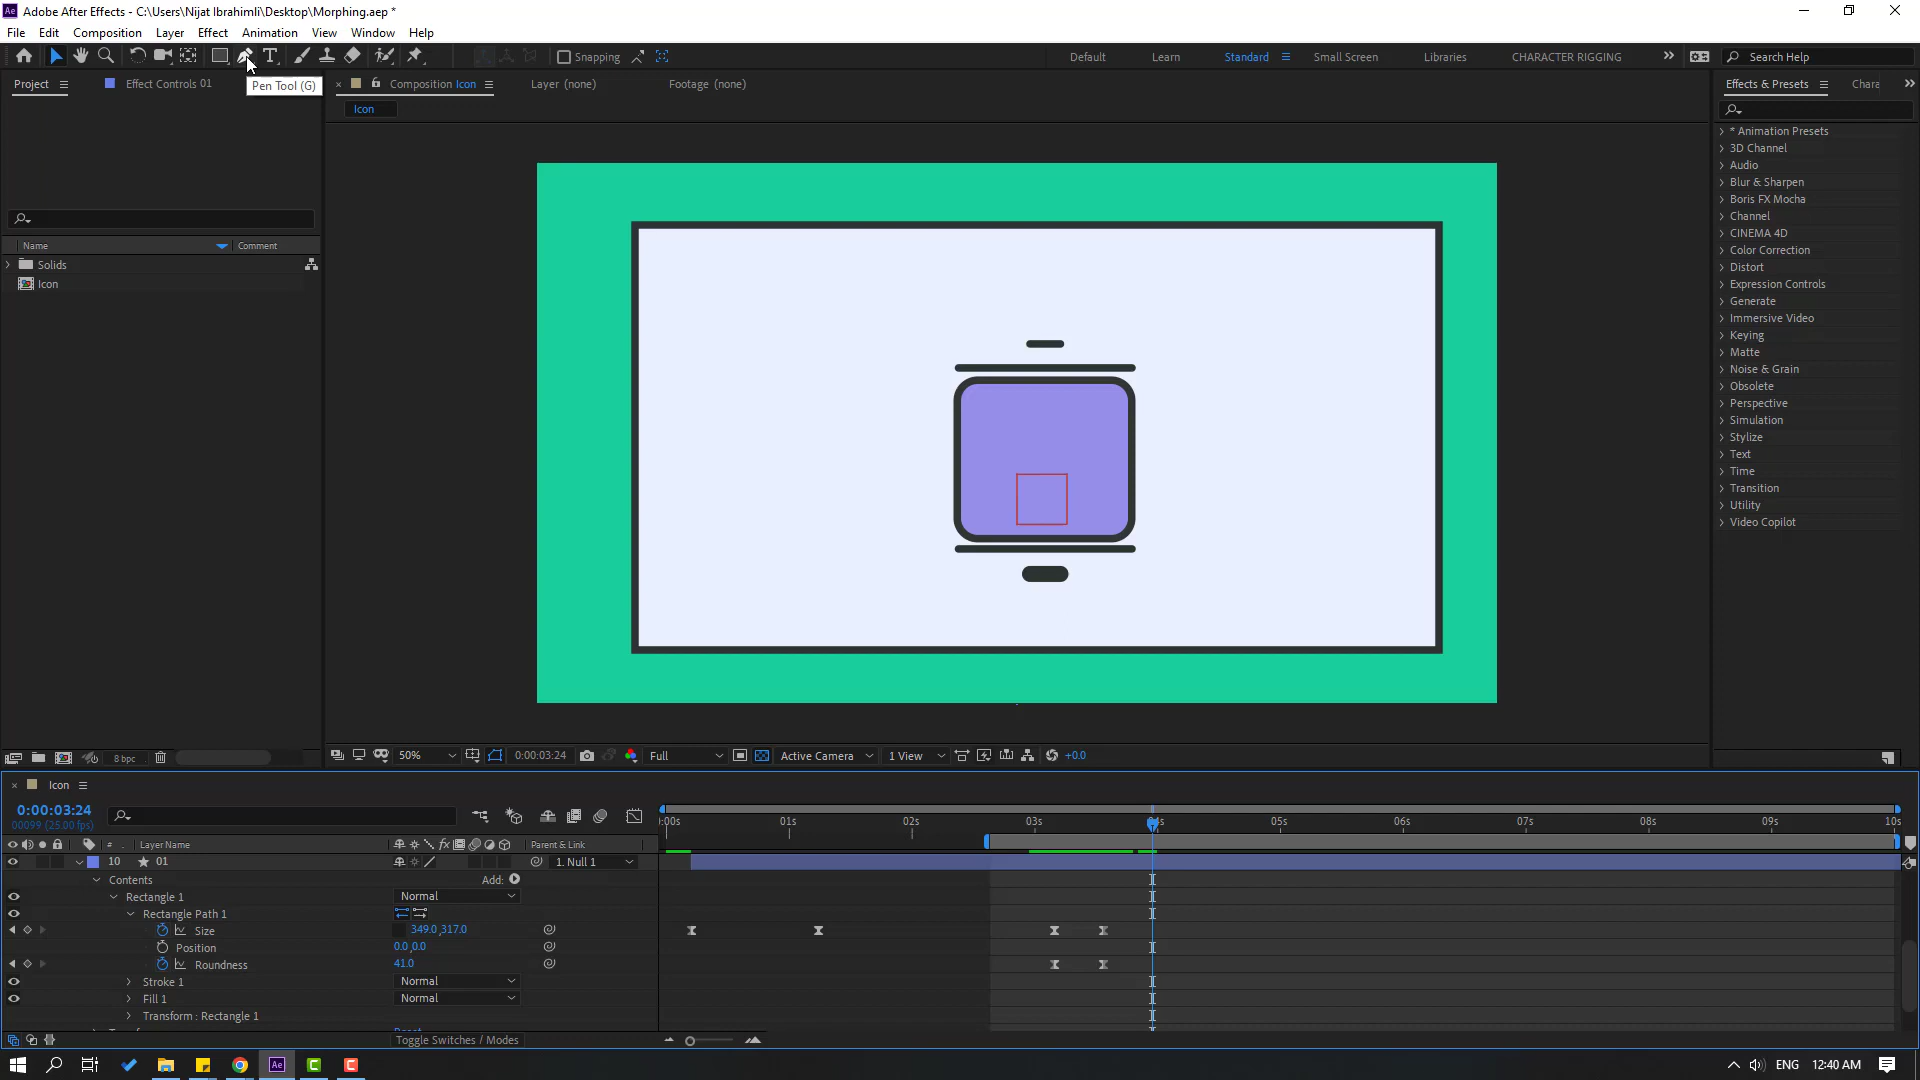 Adobe After Effects - C:\Users\Nijat Ibrahimli\Desktop\Morphing.aep *
File Edit Composition Layer Effect Animation View Window Help
Snapping
Default Learn Standard Small Screen Libraries CHARACTER RIGGING
Search Help
Project
Effect Controls 01
Pen Tool (G)
Composition Icon
Layer (none)
Footage (none)
Icon
Effects & Presets
Chara
* Animation Presets
3D Channel
Audio
Blur & Sharpen
Boris FX Mocha
Channel
CINEMA 4D
Color Correction
Distort
Expression Controls
Generate
Immersive Video
Keying
Matte
Noise & Grain
Obsolete
Perspective
Simulation
Stylize
Text
Time
Transition
Utility
Video Copilot
Name Comment
Solids
Icon
8 bpc
50% 0:00:03:24 Full Active Camera 1 View +0.0
Icon
0:00:03:24
00099 (25.00 fps)
:00s 01s 02s 03s 04s 05s 06s 07s 08s 09s 10s
# Layer Name fx Parent & Link
10 01 1. Null 1
Contents Add:
Rectangle 1 Normal
Rectangle Path 1
Size 349.0,317.0
Position 0.0,0.0
Roundness 41.0
Stroke 1 Normal
Fill 1 Normal
Transform : Rectangle 1
Toggle Switches / Modes
ENG 12:40 AM